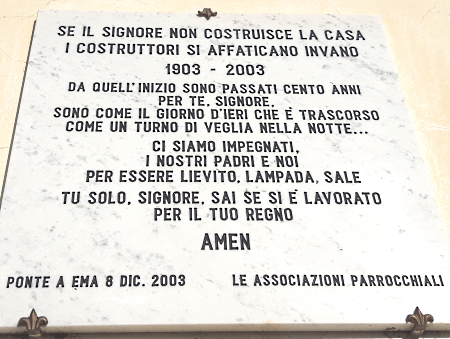 SE IL SIGNORE NON COSTRUISCE LA CASA
I COSTRUTTORI SI AFFATICANO INVANO
1903 - 2003
DA QUELL'INIZIO SONO PASSATI CENTO ANNI
PER TE, SIGNORE,
SONO COME IL GIORNO D'IERI CHE È TRASCORSO
COME UN TURNO DI VEGLIA NELLA NOTTE...
CI SIAMO IMPEGNATI,
I NOSTRI PADRI E NOI
PER ESSERE LIEVITO, LAMPADA, SALE
TU SOLO, SIGNORE, SAI SE SI È LAVORATO
PER IL TUO REGNO
AMEN
PONTE A EMA 8 DIC. 2003 LE ASSOCIAZIONI PARROCCHIALI